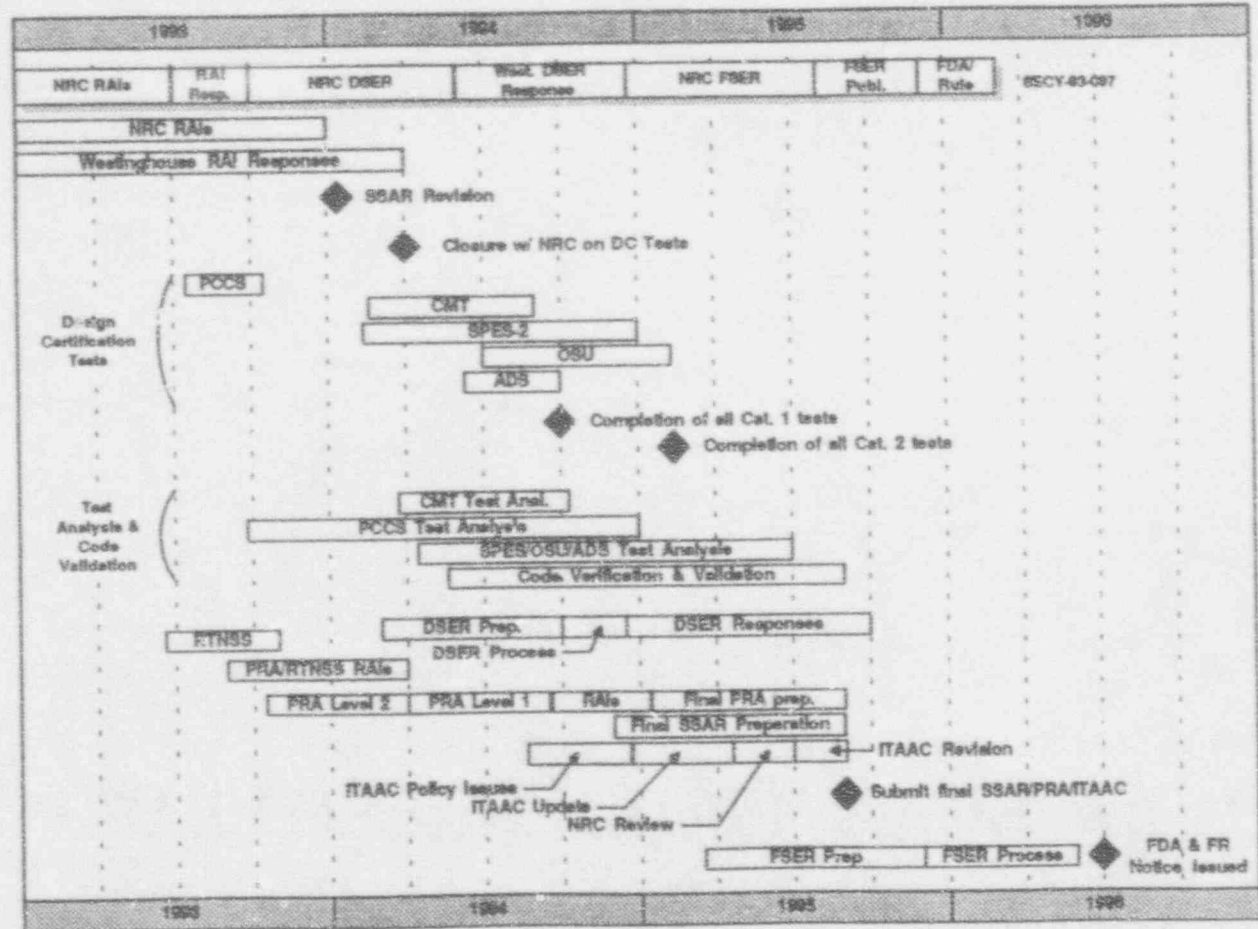 1993 1994 1995 1996
NRC RAIs
RAI
Resp.
NRC DSER
West. DSER
Response
NRC FSER
FSER
Publ.
FDA/
Rule
SECY-93-097
NRC RAIs
Westinghouse RAI Responses
SSAR Revision
Closure w/ NRC on DC Tests
PCCS
Design
Certification
Tests
CMT
SPES-2
OSU
ADS
Completion of all Cat. 1 tests
Completion of all Cat. 2 tests
Test
Analysis &
Code
Validation
CMT Test Anal.
PCCS Test Analysis
SPES/OSU/ADS Test Analysis
Code Verification & Validation
RTNSS
DSER Prep.
DSER Responses
DSER Process
PRA/RTNSS RAIs
PRA Level 2
PRA Level 1
RAIs
Final PRA prep.
Final SSAR Preparation
ITAAC Revision
ITAAC Policy Issues
ITAAC Update
NRC Review
Submit final SSAR/PRA/ITAAC
FSER Prep
FSER Process
FDA & FR
Notice Issued
1993 1994 1995 1996